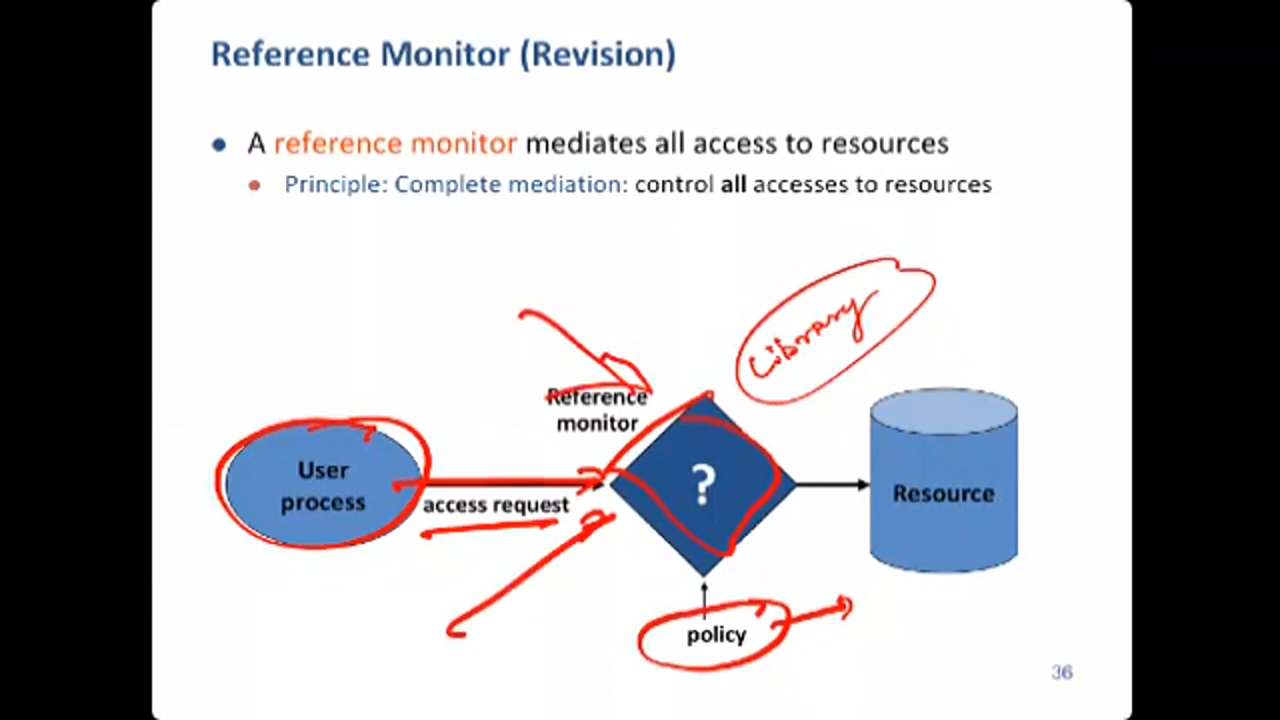 Reference Monitor (Revision)
• A reference monitor mediates all access to resources
• Principle: Complete mediation: control all accesses to resources
Library
Reference
monitor
User
process
access request
?
Resource
policy
36